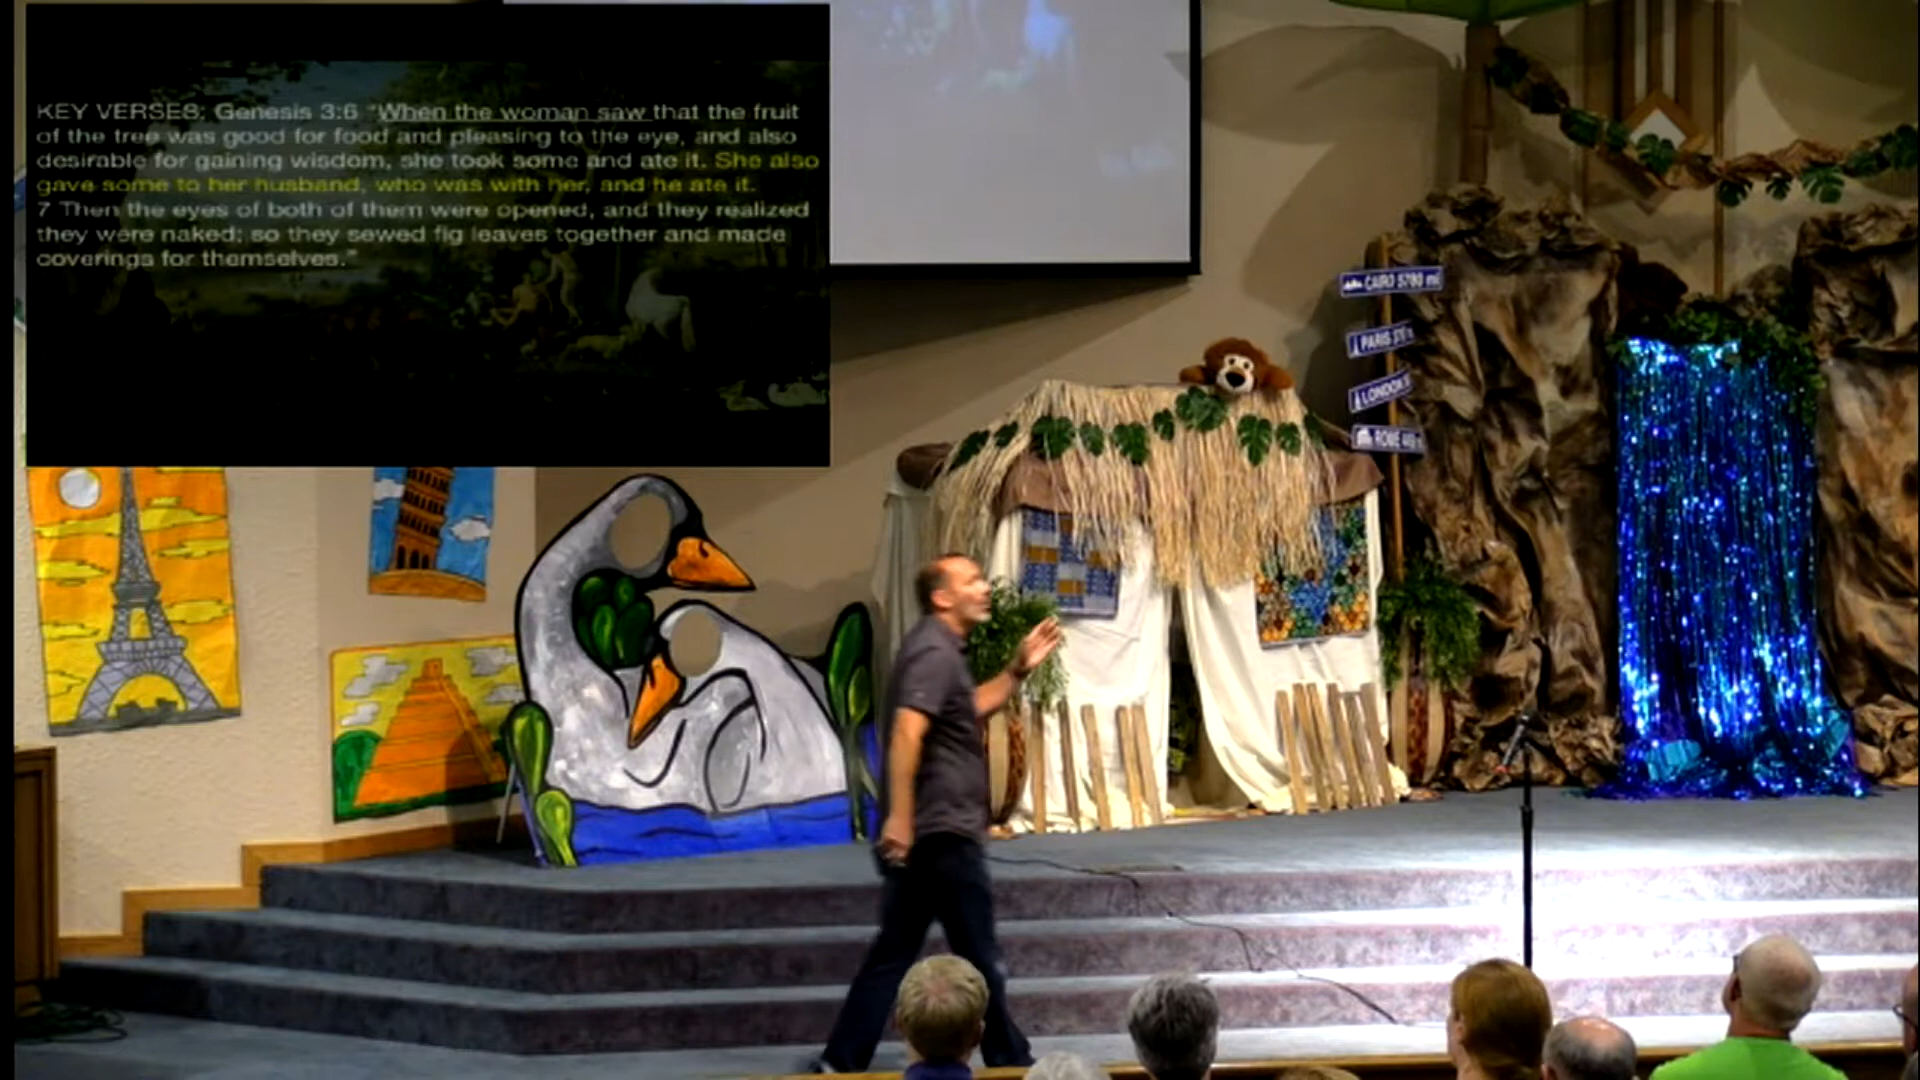 KEY VERSES: Genesis 3:6 "When the woman saw that the fruit
of the tree was good for food and pleasing to the eye, and also
desirable for gaining wisdom, she took some and ate it. She also
gave some to her husband, who was with her, and he ate it.
7 Then the eyes of both of them were opened, and they realized
they were naked; so they sewed fig leaves together and made
coverings for themselves."
CAIRO 5780 mi
PARIS
LONDON
ROME